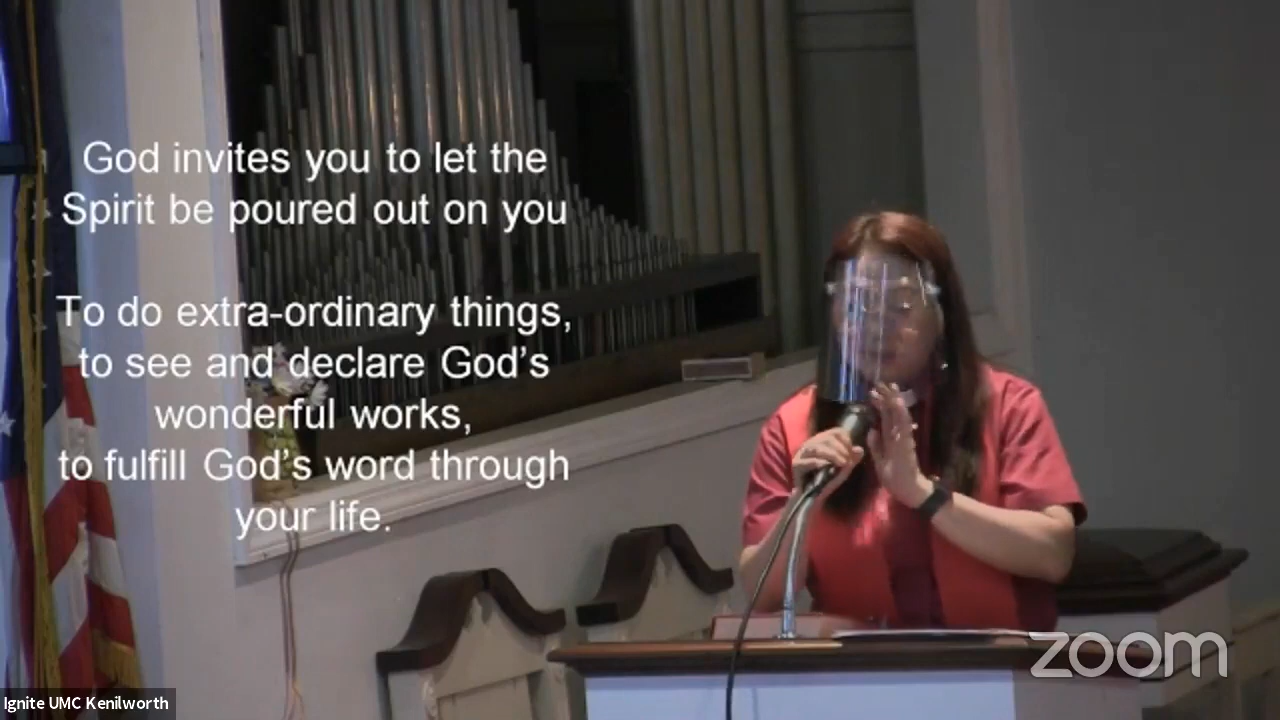 God invites you to let the
Spirit be poured out on you
To do extra-ordinary things,
to see and declare God's
wonderful works,
to fulfill God's word through
your life.
zoom
Ignite UMC Kenilworth